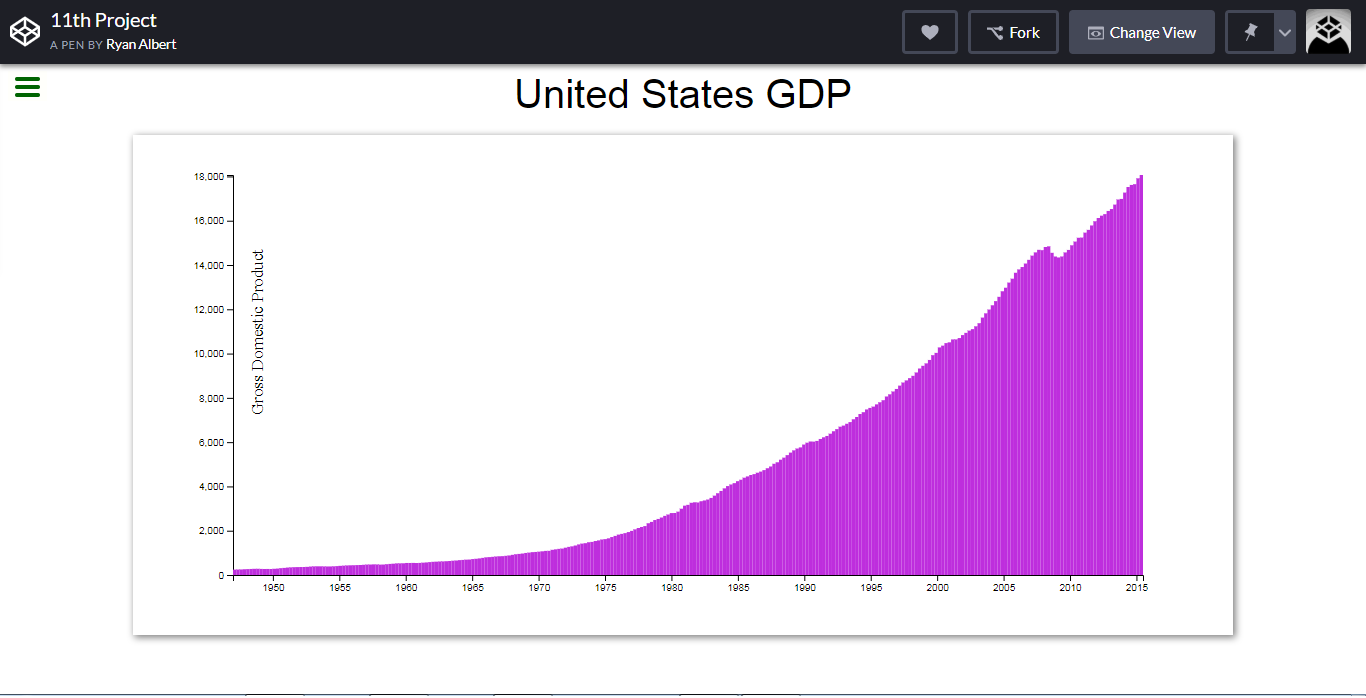 11th Project
A PEN BY Ryan Albert
Fork
Change View
United States GDP
18,000
16,000
14,000
12,000
10,000
8,000
6,000
4,000
2,000
0
Gross Domestic Product
1950 1955 1960 1965 1970 1975 1980 1985 1990 1995 2000 2005 2010 2015